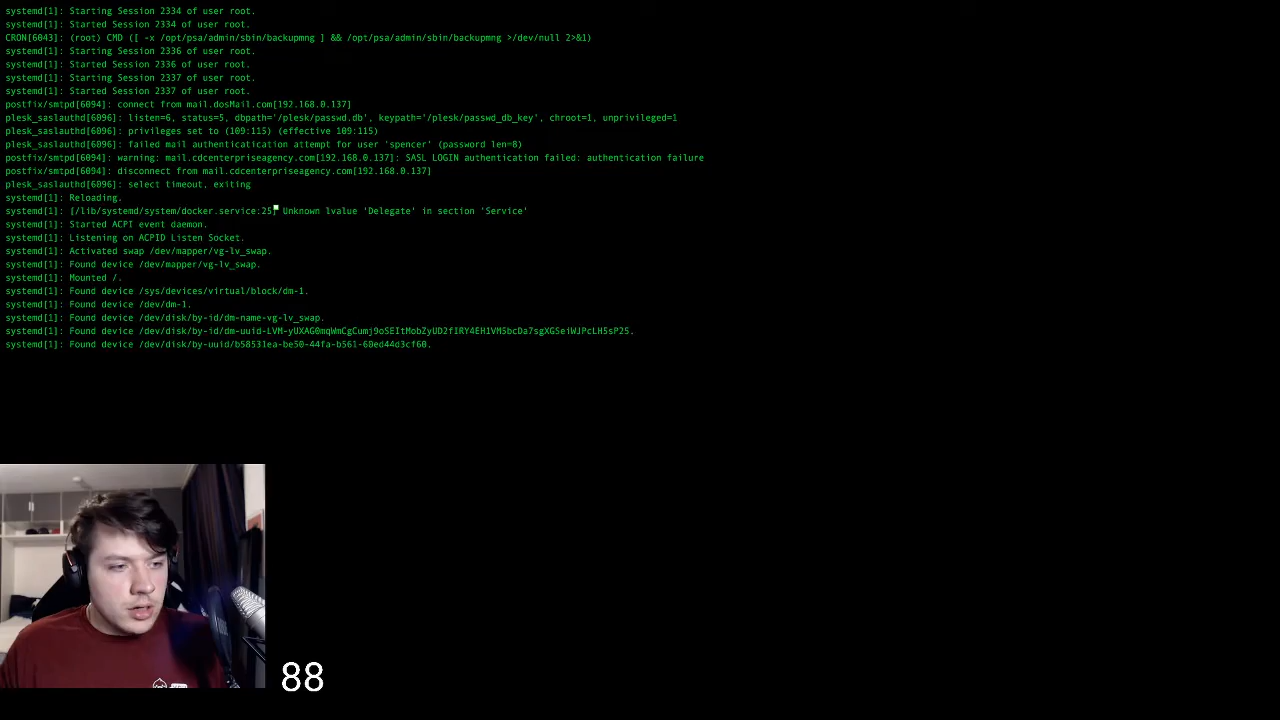 systemd[1]: Starting Session 2334 of user root.
systemd[1]: Started Session 2334 of user root.
CRON[6043]: (root) CMD ([ -x /opt/psa/admin/sbin/backupmng ] && /opt/psa/admin/sbin/backupmng >/dev/null 2>&1)
systemd[1]: Starting Session 2336 of user root.
systemd[1]: Started Session 2336 of user root.
systemd[1]: Starting Session 2337 of user root.
systemd[1]: Started Session 2337 of user root.
postfix/smtpd[6094]: connect from mail.dosMail.com[192.168.0.137]
plesk_saslauthd[6096]: listen=6, status=5, dbpath='/plesk/passwd.db', keypath='/plesk/passwd_db_key', chroot=1, unprivileged=1
plesk_saslauthd[6096]: privileges set to (109:115) (effective 109:115)
plesk_saslauthd[6096]: failed mail authenticatication attempt for user 'spencer' (password len=8)
postfix/smtpd[6094]: warning: mail.cdcenterpriseagency.com[192.168.0.137]: SASL LOGIN authentication failed: authentication failure
postfix/smtpd[6094]: disconnect from mail.cdcenterpriseagency.com[192.168.0.137]
plesk_saslauthd[6096]: select timeout, exiting
systemd[1]: Reloading.
systemd[1]: [/lib/systemd/system/docker.service:25] Unknown lvalue 'Delegate' in section 'Service'
systemd[1]: Started ACPI event daemon.
systemd[1]: Listening on ACPID Listen Socket.
systemd[1]: Activated swap /dev/mapper/vg-lv_swap.
systemd[1]: Found device /dev/mapper/vg-lv_swap.
systemd[1]: Mounted /.
systemd[1]: Found device /sys/devices/virtual/block/dm-1.
systemd[1]: Found device /dev/dm-1.
systemd[1]: Found device /dev/disk/by-id/dm-name-vg-lv_swap.
systemd[1]: Found device
systemd[1]: Found device /dev/disk/by-uuid/b58531ea-be50-44fa-b561-60ed44d3cf60.
88